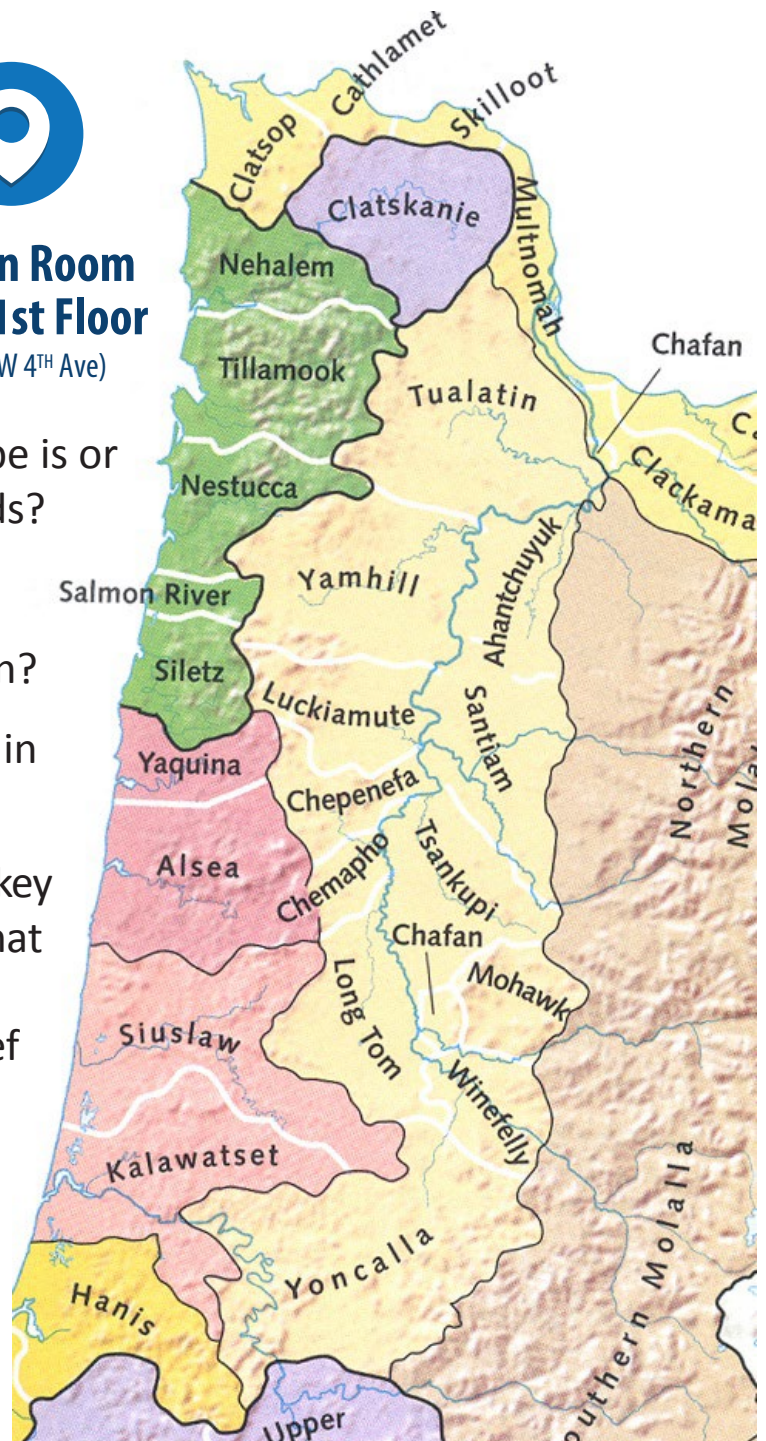 n Room
1st Floor
W 4TH Ave)
be is or
ds?
n?
in
key
hat
ef
Cathlamet
Skilloot
Clatsop
Clatskanie
Multnomah
Nehalem
Chafan
Tillamook
Tualatin
Clackama
Nestucca
Ahantchuyuk
Yamhill
Salmon River
Siletz
Luckiamute
Santiam
Northern
Mola
Yaquina
Chepenefa
Alsea
Chemapho
Tsankupi
Chafan
Mohawk
Long Tom
Siuslaw
Winefelly
Kalawatset
outhern Molalla
Yoncalla
Hanis
Upper